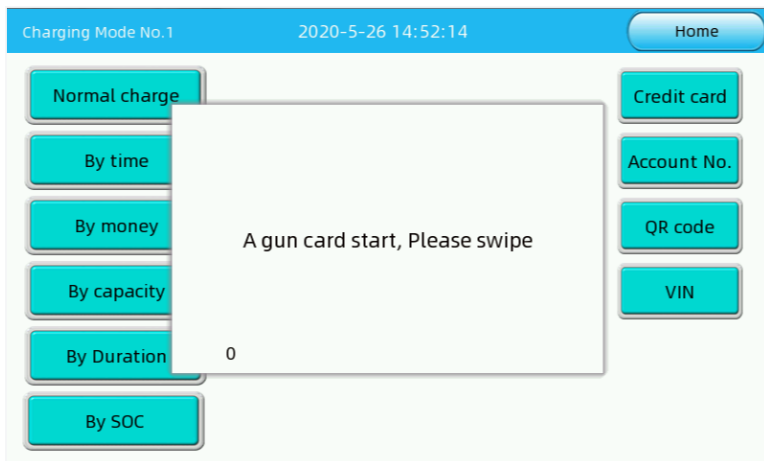 Charging Mode No.1
2020-5-26 14:52:14
Home
Normal charge
By time
By money
By capacity
By Duration
By SOC
A gun card start, Please swipe
0
Credit card
Account No.
QR code
VIN